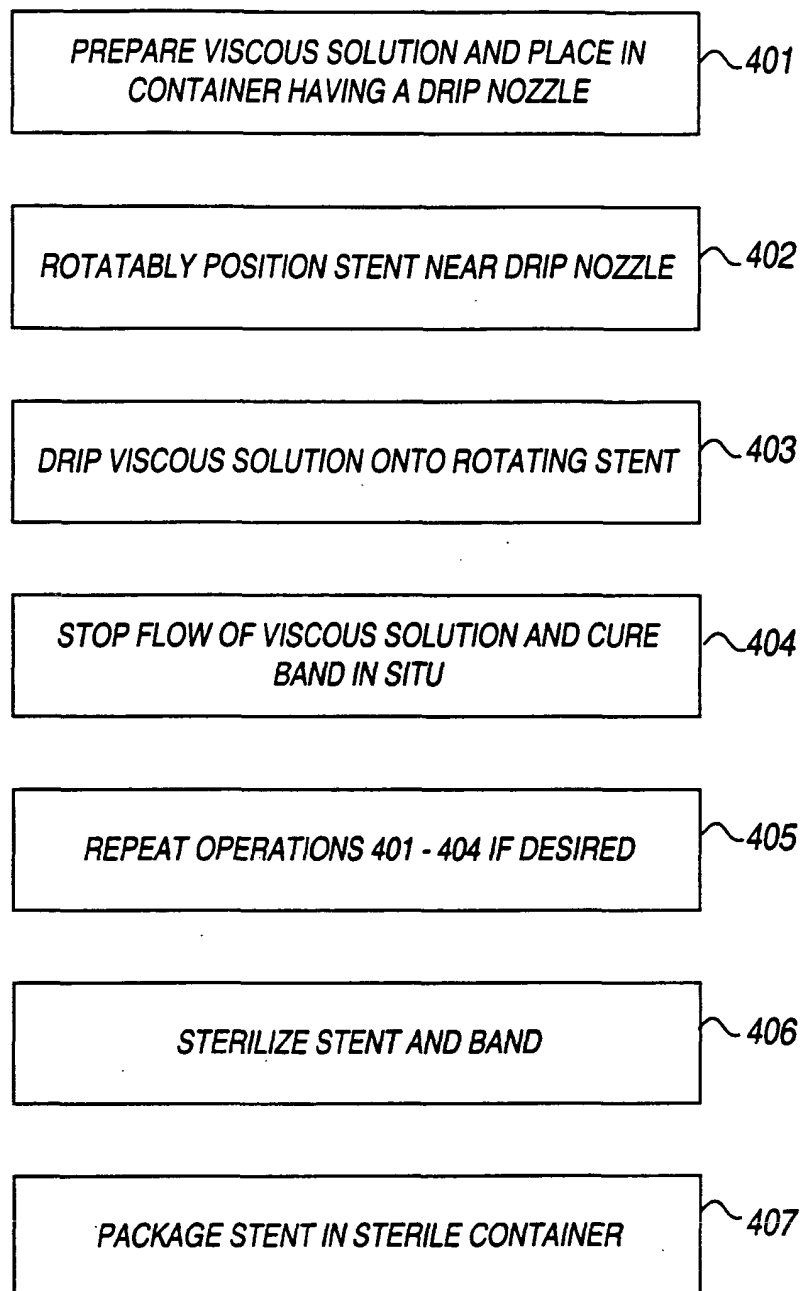 PREPARE VISCOUS SOLUTION AND PLACE IN
CONTAINER HAVING A DRIP NOZZLE
401
ROTATABLY POSITION STENT NEAR DRIP NOZZLE
402
DRIP VISCOUS SOLUTION ONTO ROTATING STENT
403
STOP FLOW OF VISCOUS SOLUTION AND CURE
BAND IN SITU
404
REPEAT OPERATIONS 401 - 404 IF DESIRED
405
STERILIZE STENT AND BAND
406
PACKAGE STENT IN STERILE CONTAINER
407